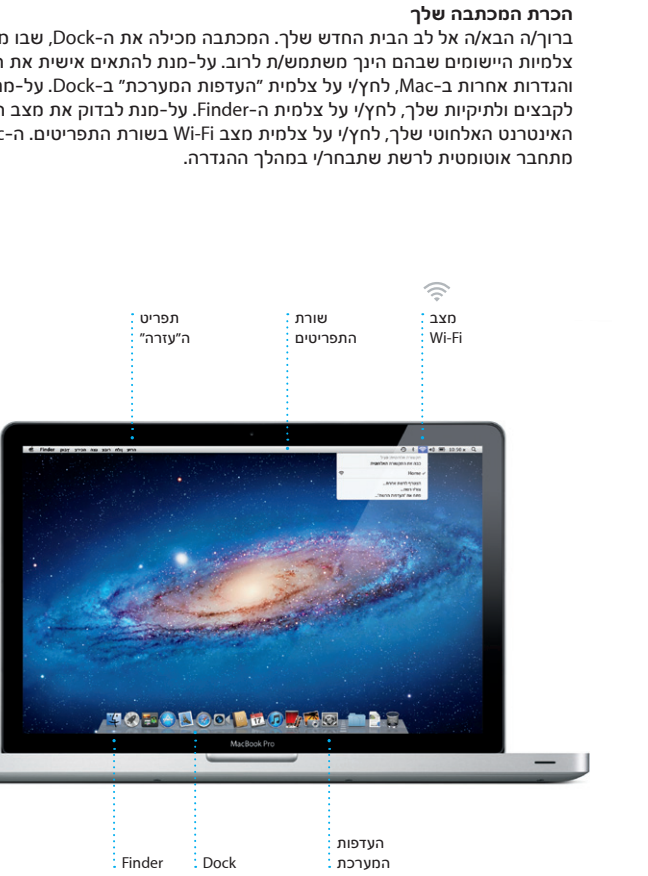 הכרת המכתבה שלך
ברוך/ה הבא/ה אל לב הבית החדש שלך. המכתבה מכילה את ה-Dock, שבו
צלמיות היישומים שבהם הינך משתמש/ת לרוב. על-מנת להתאים אישית את
והגדרות אחרות ב-Mac, לחץ/י על צלמית ״העדפות המערכת״ ב-Dock.
לקבצים ולתיקיות שלך, לחץ/י על צלמית ה-Finder. על-מנת לבדוק את מצב
האינטרנט האלחוטי שלך, לחץ/י על צלמית מצב Wi-Fi בשורת התפריטים.
מתחבר אוטומטית לרשת שתבחר/י במהלך ההגדרה.
מצב
Wi-Fi
שורת
התפריטים
תפריט
ה״עזרה״
Finder
Home
MacBook Pro
העדפות
המערכת
Dock
Finder